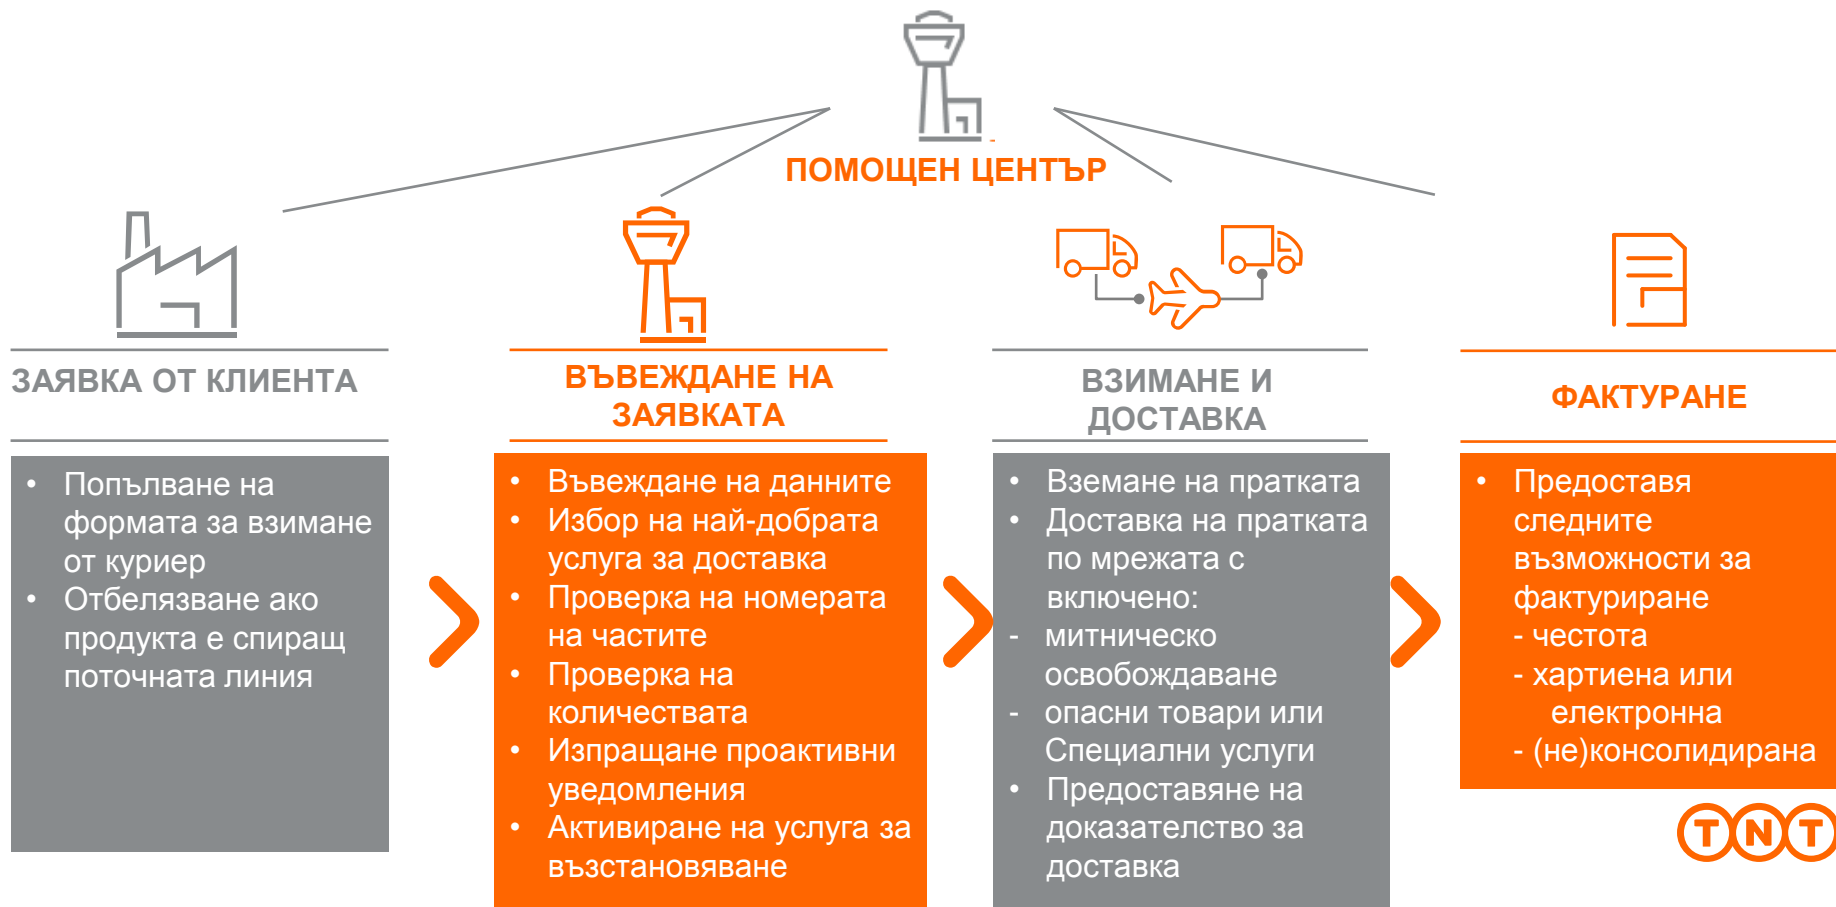 ПОМОЩЕН ЦЕНТЪР
ЗАЯВКА ОТ КЛИЕНТА
• Попълване на
формата за взимане
от куриер
• Отбелязване ако
продукта е спиращ
поточната линия
ВЪВЕЖДАНЕ НА
ЗАЯВКАТА
• Въвеждане на данните
• Избор на най-добрата
услуга за доставка
• Проверка на номерата
на частите
• Проверка на
количествата
• Изпращане проактивни
уведомления
• Активиране на услуга за
възстановяване
ВЗИМАНЕ И
ДОСТАВКА
• Вземане на пратката
• Доставка на пратката
по мрежата с
включено:
- митническо
освобождаване
- опасни товари или
Специални услуги
• Предоставяне на
доказателство за
доставка
ФАКТУРАНЕ
• Предоставя
следните
възможности за
фактуриране
- честота
- хартиена или
електронна
- (не)консолидирана
TNT